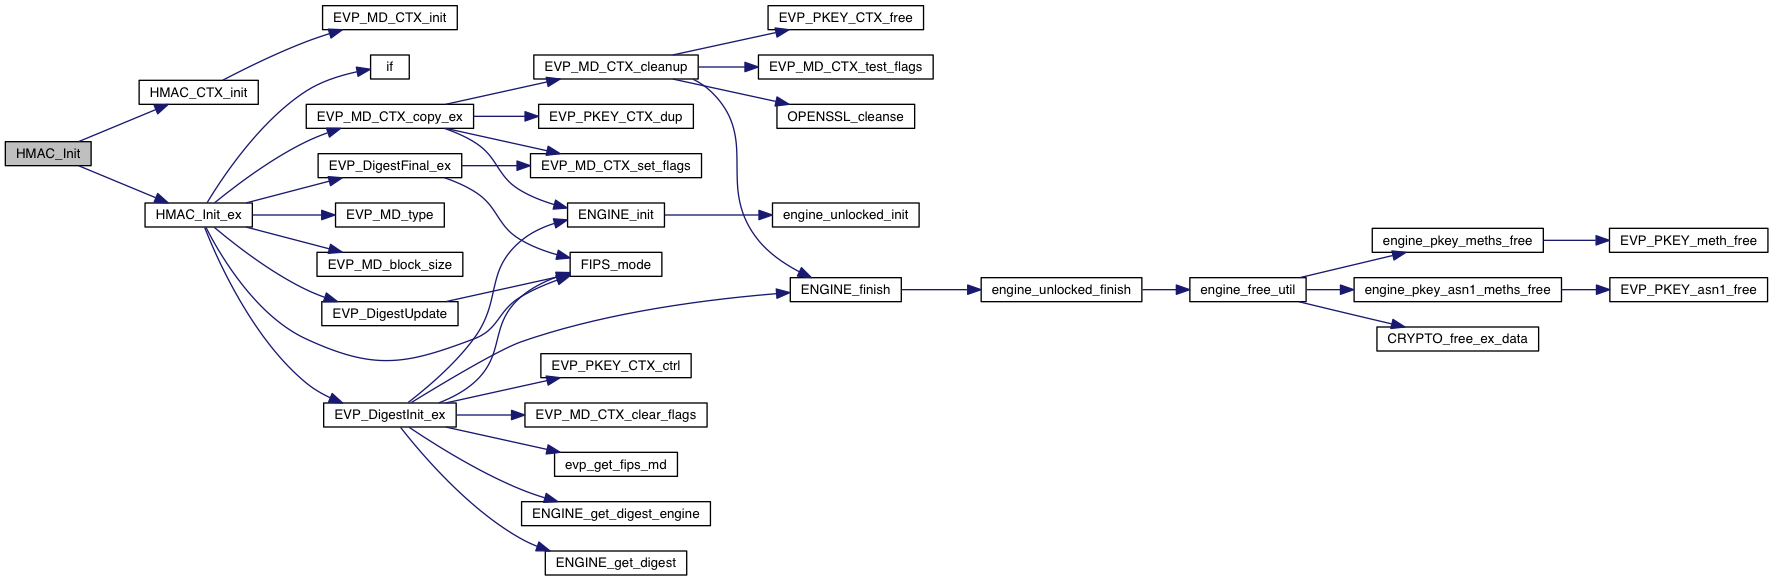 HMAC_Init
HMAC_CTX_init
HMAC_Init_ex
EVP_MD_CTX_init
if
EVP_MD_CTX_copy_ex
EVP_DigestFinal_ex
EVP_MD_type
EVP_MD_block_size
EVP_DigestUpdate
EVP_DigestInit_ex
EVP_MD_CTX_cleanup
EVP_PKEY_CTX_dup
EVP_MD_CTX_set_flags
ENGINE_init
FIPS_mode
EVP_PKEY_CTX_ctrl
EVP_MD_CTX_clear_flags
evp_get_fips_md
ENGINE_get_digest_engine
ENGINE_get_digest
EVP_PKEY_CTX_free
EVP_MD_CTX_test_flags
OPENSSL_cleanse
engine_unlocked_init
ENGINE_finish
engine_unlocked_finish
engine_free_util
engine_pkey_meths_free
engine_pkey_asn1_meths_free
CRYPTO_free_ex_data
EVP_PKEY_meth_free
EVP_PKEY_asn1_free